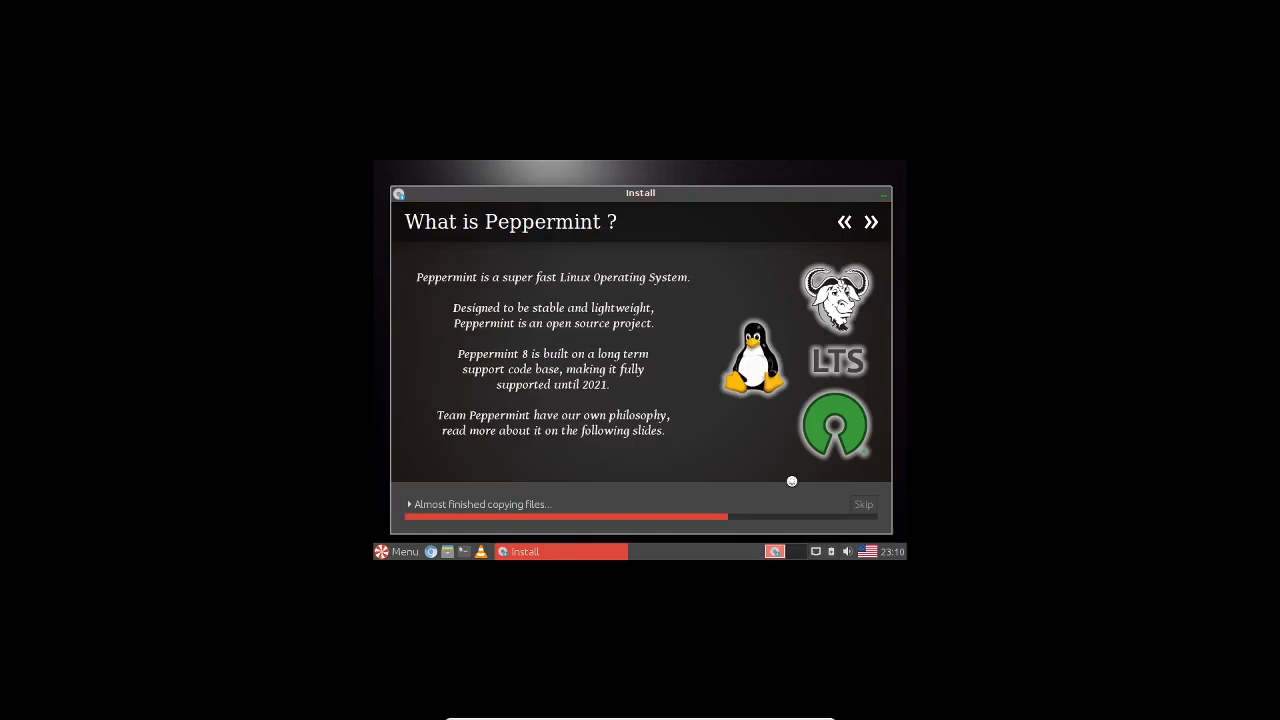 Install
What is Peppermint ?
Peppermint is a super fast Linux Operating System.
Designed to be stable and lightweight,
Peppermint is an open source project.
Peppermint 8 is built on a long term
support code base, making it fully
supported until 2021.
Team Peppermint have our own philosophy,
read more about it on the following slides.
LTS
Almost finished copying files...
Skip
Menu
Install
23:10